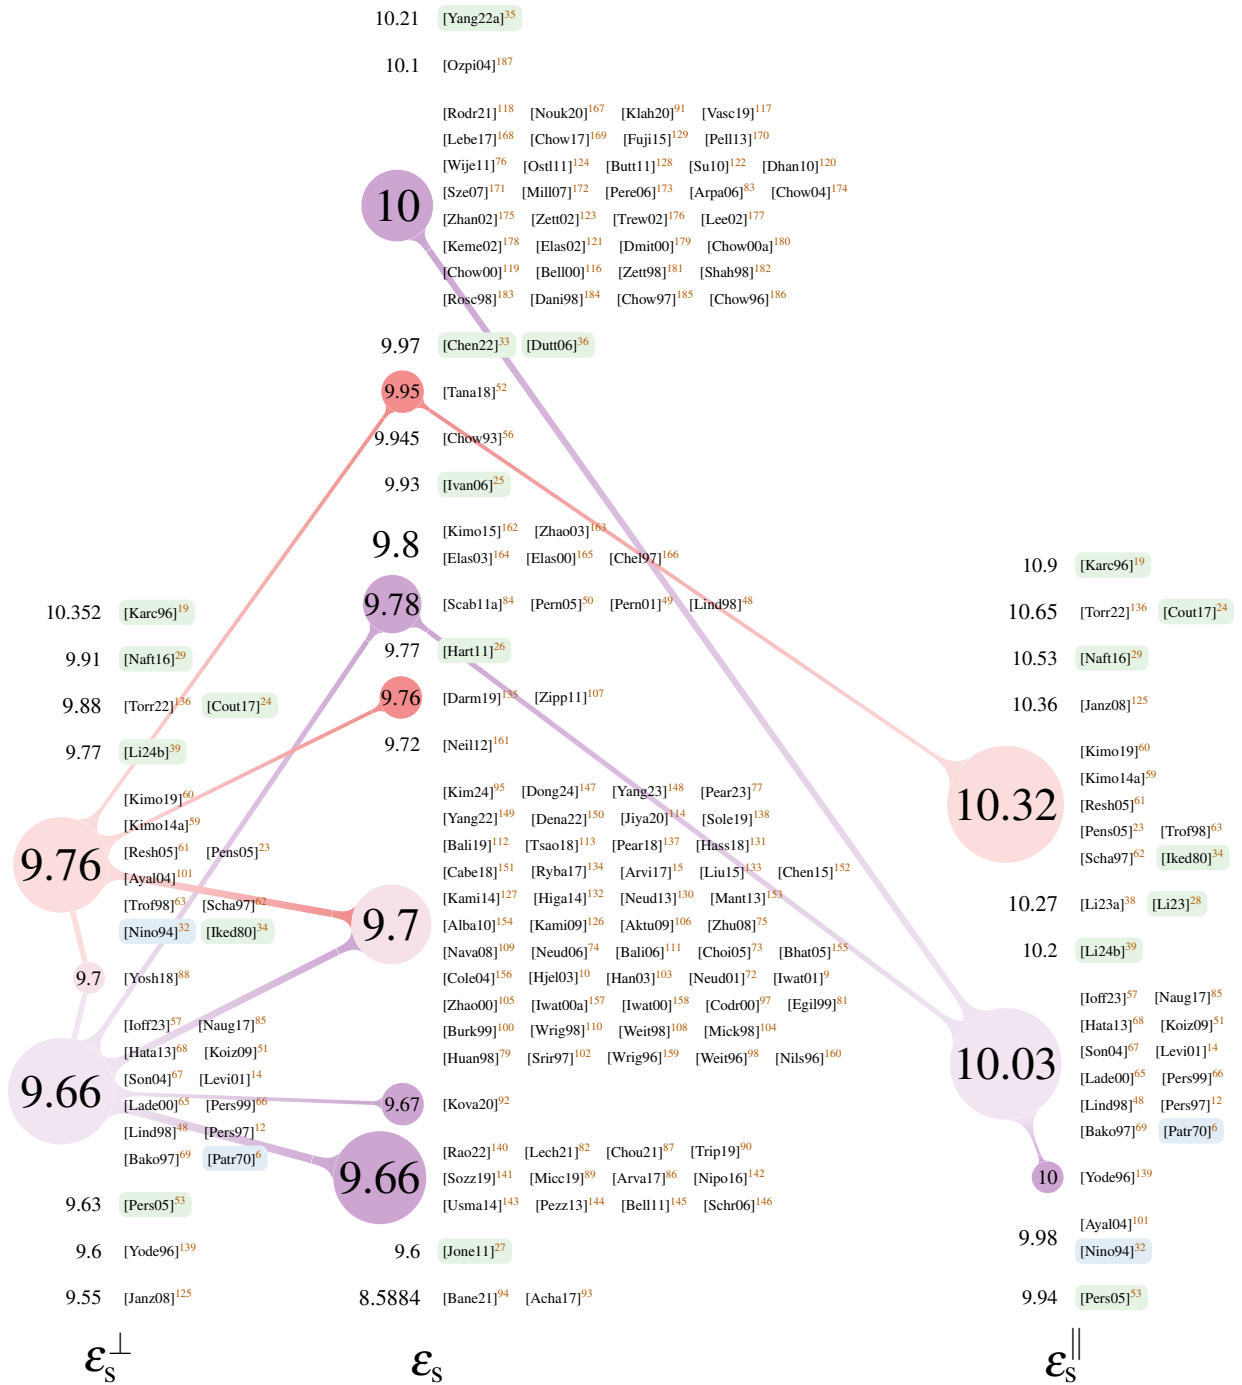 10.21 [Yang22a]35
10.1 [Ozpi04]187
10
[Rodr21]118 [Nouk20]167 [Klah20]91 [Vasc19]117
[Lebe17]168 [Chow17]169 [Fuji15]129 [Pell13]170
[Wije11]76 [Ostl11]124 [Butt11]128 [Su10]122 [Dhan10]120
[Sze07]171 [Mill07]172 [Pere06]173 [Arpa06]83 [Chow04]174
[Zhan02]175 [Zett02]123 [Trew02]176 [Lee02]177
[Keme02]178 [Elas02]121 [Dmit00]179 [Chow00a]180
[Chow00]119 [Bell00]116 [Zett98]181 [Shah98]182
[Rosc98]183 [Dani98]184 [Chow97]185 [Chow96]186
9.97 [Chen22]33 [Dutt06]36
9.95 [Tana18]52
9.945 [Chow93]56
9.93 [Ivan06]25
9.8
[Kimo15]162 [Zhao03]163
[Elas03]164 [Elas00]165 [Chel97]166
9.78 [Scab11a]84 [Pern05]50 [Pern01]49 [Lind98]48
9.77 [Hart11]26
9.76 [Darm19]135 [Zipp11]107
9.72 [Neil12]161
9.7
[Kim24]95 [Dong24]147 [Yang23]148 [Pear23]77
[Yang22]149 [Dena22]150 [Jiya20]114 [Sole19]138
[Bali19]112 [Tsao18]113 [Pear18]137 [Hass18]131
[Cabe18]151 [Ryba17]134 [Arvi17]15 [Liu15]133 [Chen15]152
[Kami14]127 [Higa14]132 [Neud13]130 [Mant13]153
[Alba10]154 [Kami09]126 [Aktu09]106 [Zhu08]75
[Nava08]109 [Neud06]74 [Bali06]111 [Choi05]73 [Bhat05]155
[Cole04]156 [Hjel03]10 [Han03]103 [Neud01]72 [Iwat01]9
[Zhao00]105 [Iwat00a]157 [Iwat00]158 [Codr00]97 [Egil99]81
[Burk99]100 [Wrig98]110 [Weit98]108 [Mick98]104
[Huan98]79 [Srir97]102 [Wrig96]159 [Weit96]98 [Nils96]160
9.67 [Kova20]92
9.66
[Rao22]140 [Lech21]82 [Chou21]87 [Trip19]90
[Sozz19]141 [Micc19]89 [Arva17]86 [Nipo16]142
[Usma14]143 [Pezz13]144 [Bell11]145 [Schr06]146
9.6 [Jone11]27
8.5884 [Bane21]94 [Acha17]93
εs
10.352 [Karc96]19
9.91 [Naft16]29
9.88 [Torr22]136 [Cout17]24
9.77 [Li24b]39
9.76
[Kimo19]60
[Kimo14a]59
[Resh05]61 [Pens05]23
[Ayal04]101
[Trof98]63 [Scha97]62
[Nino94]32 [Iked80]34
9.7 [Yosh18]88
9.66
[Ioff23]57 [Naug17]85
[Hata13]68 [Koiz09]51
[Son04]67 [Levi01]14
[Lade00]65 [Pers99]66
[Lind98]48 [Pers97]12
[Bako97]69 [Patr70]6
9.63 [Pers05]53
9.6 [Yode96]139
9.55 [Janz08]125
εs⊥
10.9 [Karc96]19
10.65 [Torr22]136 [Cout17]24
10.53 [Naft16]29
10.36 [Janz08]125
10.32
[Kimo19]60
[Kimo14a]59
[Resh05]61
[Pens05]23 [Trof98]63
[Scha97]62 [Iked80]34
10.27 [Li23a]38 [Li23]28
10.2 [Li24b]39
10.03
[Ioff23]57 [Naug17]85
[Hata13]68 [Koiz09]51
[Son04]67 [Levi01]14
[Lade00]65 [Pers99]66
[Lind98]48 [Pers97]12
[Bako97]69 [Patr70]6
10 [Yode96]139
9.98
[Ayal04]101
[Nino94]32
9.94 [Pers05]53
εs∥